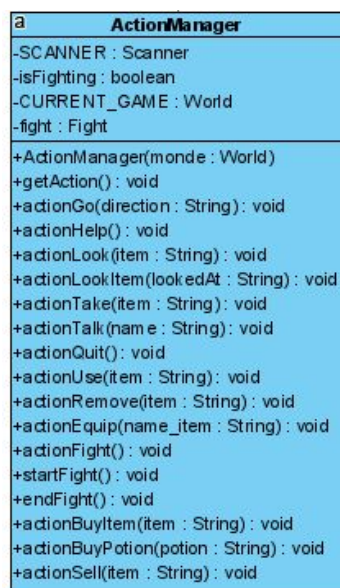 a
ActionManager
-SCANNER : Scanner
-isFighting : boolean
-CURRENT_GAME : World
-fight : Fight
+ActionManager(monde : World)
+getAction() : void
+actionGo(direction : String) : void
+actionHelp() : void
+actionLook(item : String) : void
+actionLookItem(lookedAt : String) : void
+actionTake(item : String) : void
+actionTalk(name : String) : void
+actionQuit() : void
+actionUse(item : String) : void
+actionRemove(item : String) : void
+actionEquip(name_item : String) : void
+actionFight() : void
+startFight() : void
+endFight() : void
+actionBuyItem(item : String) : void
+actionBuyPotion(potion : String) : void
+actionSell(item : String) : void